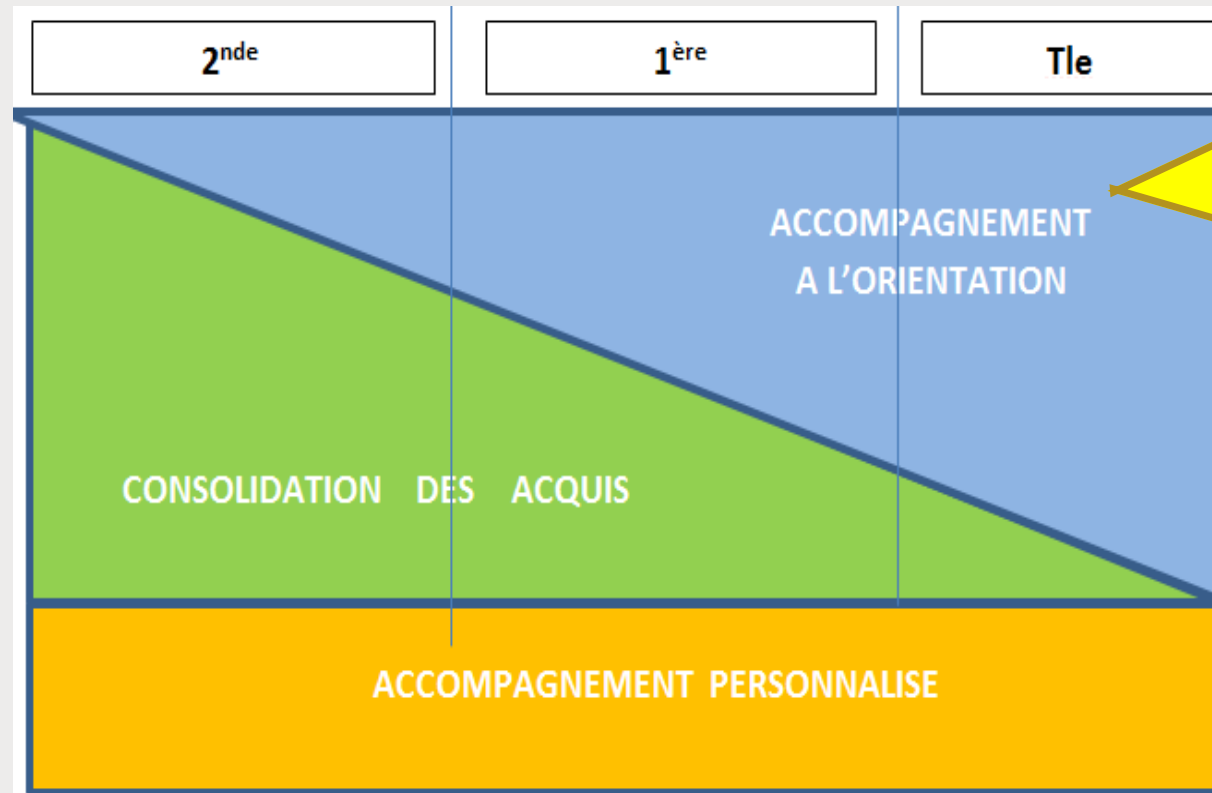 2nde
1ère
Tle
ACCOMPAGNEMENT
A L'ORIENTATION
CONSOLIDATION DES ACQUIS
ACCOMPAGNEMENT PERSONNALISE